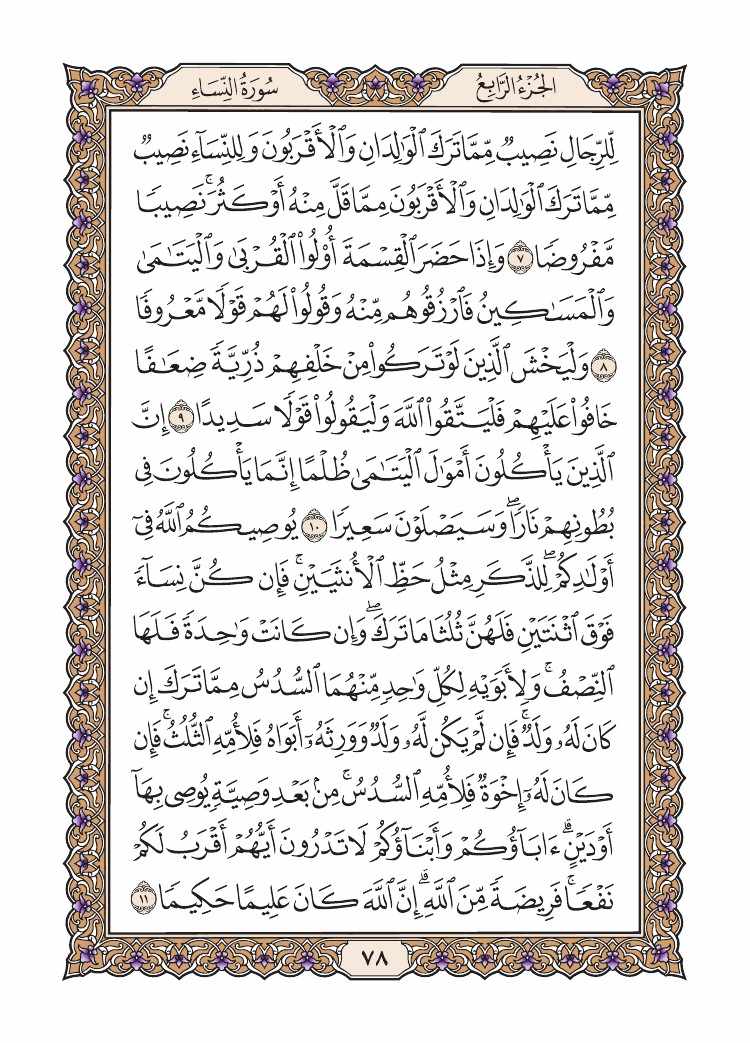 الجُزْءُ الرَّابِعُ
سُورَةُ النِّسَاءِ
لِّلرِّجَالِ نَصِيبٌ مِّمَّا تَرَكَ ٱلْوَٰلِدَانِ وَٱلْأَقْرَبُونَ وَلِلنِّسَآءِ نَصِيبٌ
مِّمَّا تَرَكَ ٱلْوَٰلِدَانِ وَٱلْأَقْرَبُونَ مِمَّا قَلَّ مِنْهُ أَوْ كَثُرَ ۚ نَصِيبًا
مَّفْرُوضًا ٧ وَإِذَا حَضَرَ ٱلْقِسْمَةَ أُو۟لُوا۟ ٱلْقُرْبَىٰ وَٱلْيَتَٰمَىٰ
وَٱلْمَسَٰكِينُ فَٱرْزُقُوهُم مِّنْهُ وَقُولُوا۟ لَهُمْ قَوْلًا مَّعْرُوفًا
٨ وَلْيَخْشَ ٱلَّذِينَ لَوْ تَرَكُوا۟ مِنْ خَلْفِهِمْ ذُرِّيَّةً ضِعَٰفًا
خَافُوا۟ عَلَيْهِمْ فَلْيَتَّقُوا۟ ٱللَّهَ وَلْيَقُولُوا۟ قَوْلًا سَدِيدًا ٩ إِنَّ
ٱلَّذِينَ يَأْكُلُونَ أَمْوَٰلَ ٱلْيَتَٰمَىٰ ظُلْمًا إِنَّمَا يَأْكُلُونَ فِى
بُطُونِهِمْ نَارًا ۖ وَسَيَصْلَوْنَ سَعِيرًا ١٠ يُوصِيكُمُ ٱللَّهُ فِىٓ
أَوْلَٰدِكُمْ ۖ لِلذَّكَرِ مِثْلُ حَظِّ ٱلْأُنثَيَيْنِ ۚ فَإِن كُنَّ نِسَآءً
فَوْقَ ٱثْنَتَيْنِ فَلَهُنَّ ثُلُثَا مَا تَرَكَ ۖ وَإِن كَانَتْ وَٰحِدَةً فَلَهَا
ٱلنِّصْفُ ۚ وَلِأَبَوَيْهِ لِكُلِّ وَٰحِدٍ مِّنْهُمَا ٱلسُّدُسُ مِمَّا تَرَكَ إِن
كَانَ لَهُۥ وَلَدٌ ۚ فَإِن لَّمْ يَكُن لَّهُۥ وَلَدٌ وَوَرِثَهُۥٓ أَبَوَاهُ فَلِأُمِّهِ ٱلثُّلُثُ ۚ فَإِن
كَانَ لَهُۥٓ إِخْوَةٌ فَلِأُمِّهِ ٱلسُّدُسُ ۚ مِنۢ بَعْدِ وَصِيَّةٍ يُوصِى بِهَآ
أَوْ دَيْنٍ ۗ ءَابَآؤُكُمْ وَأَبْنَآؤُكُمْ لَا تَدْرُونَ أَيُّهُمْ أَقْرَبُ لَكُمْ
نَفْعًا ۚ فَرِيضَةً مِّنَ ٱللَّهِ ۗ إِنَّ ٱللَّهَ كَانَ عَلِيمًا حَكِيمًا ١١
٧٨